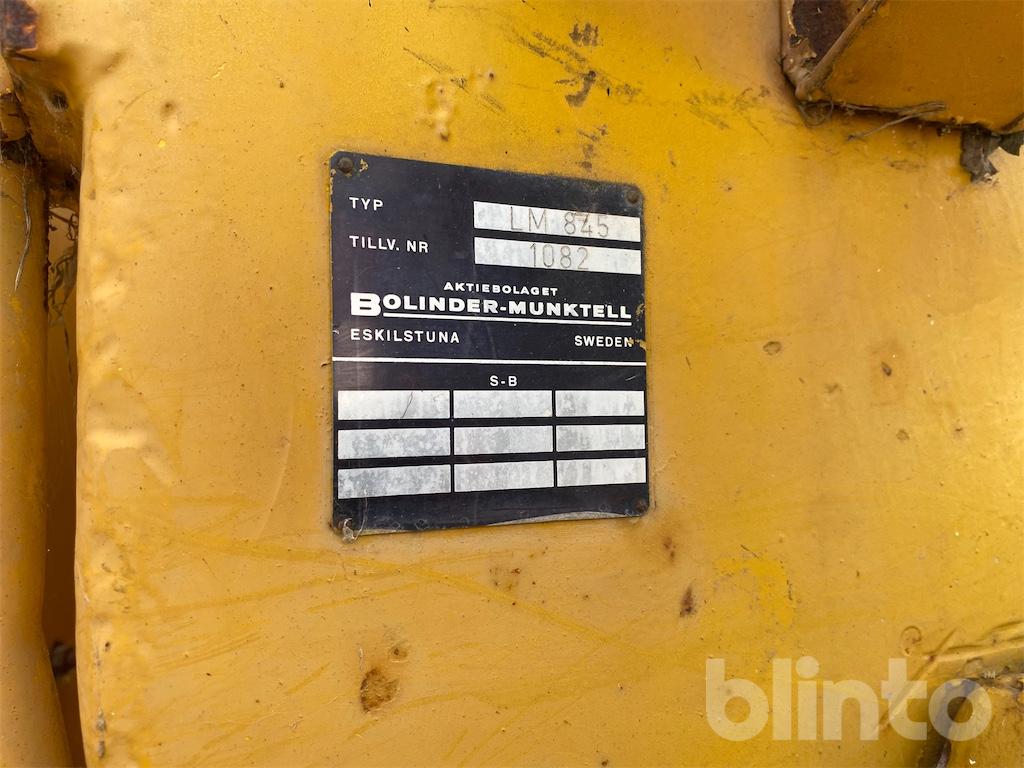 TYP LM 845
TILLV. NR 1082
AKTIEBOLAGET
BOLINDER-MUNKTELL
ESKILSTUNA SWEDEN
S-B
blinto